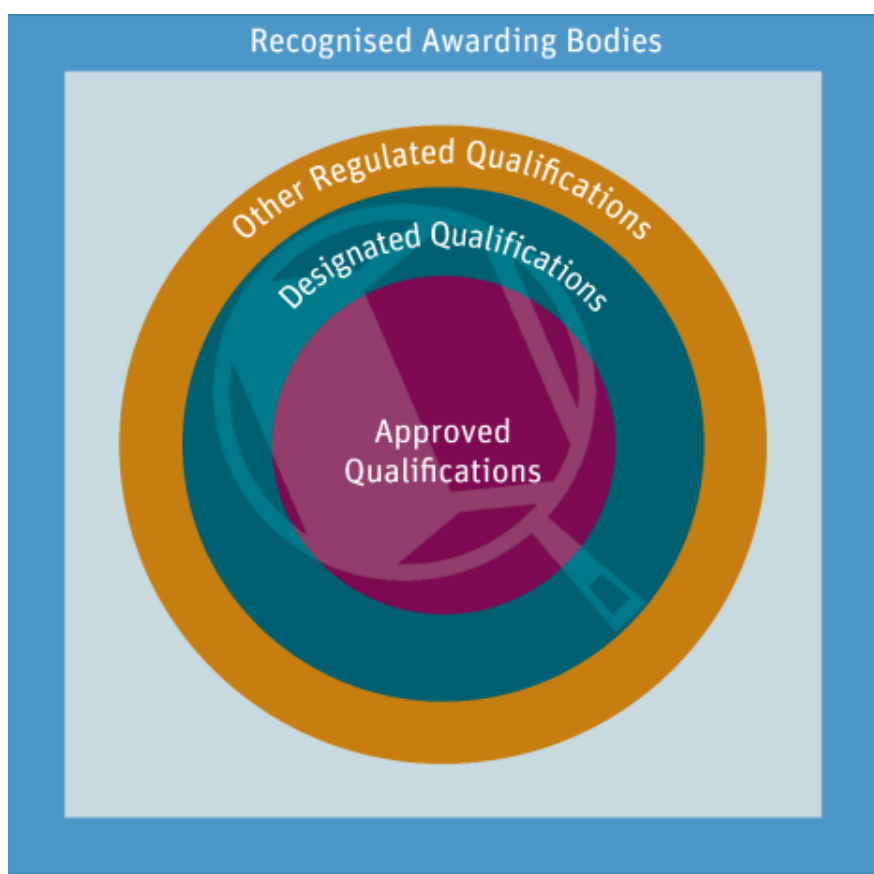 Recognised Awarding Bodies
Other Regulated Qualifications
Designated Qualifications
Approved
Qualifications